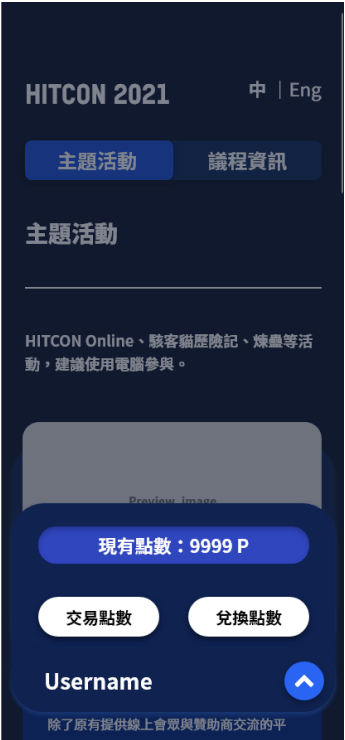 HITCON 2021
中 | Eng
主題活動
議程資訊
主題活動
HITCON Online、駭客貓歷險記、煉蠱等活
動，建議使用電腦參與。
Preview image
現有點數：9999 P
交易點數
兌換點數
Username
除了原有提供線上會眾與贊助商交流的平